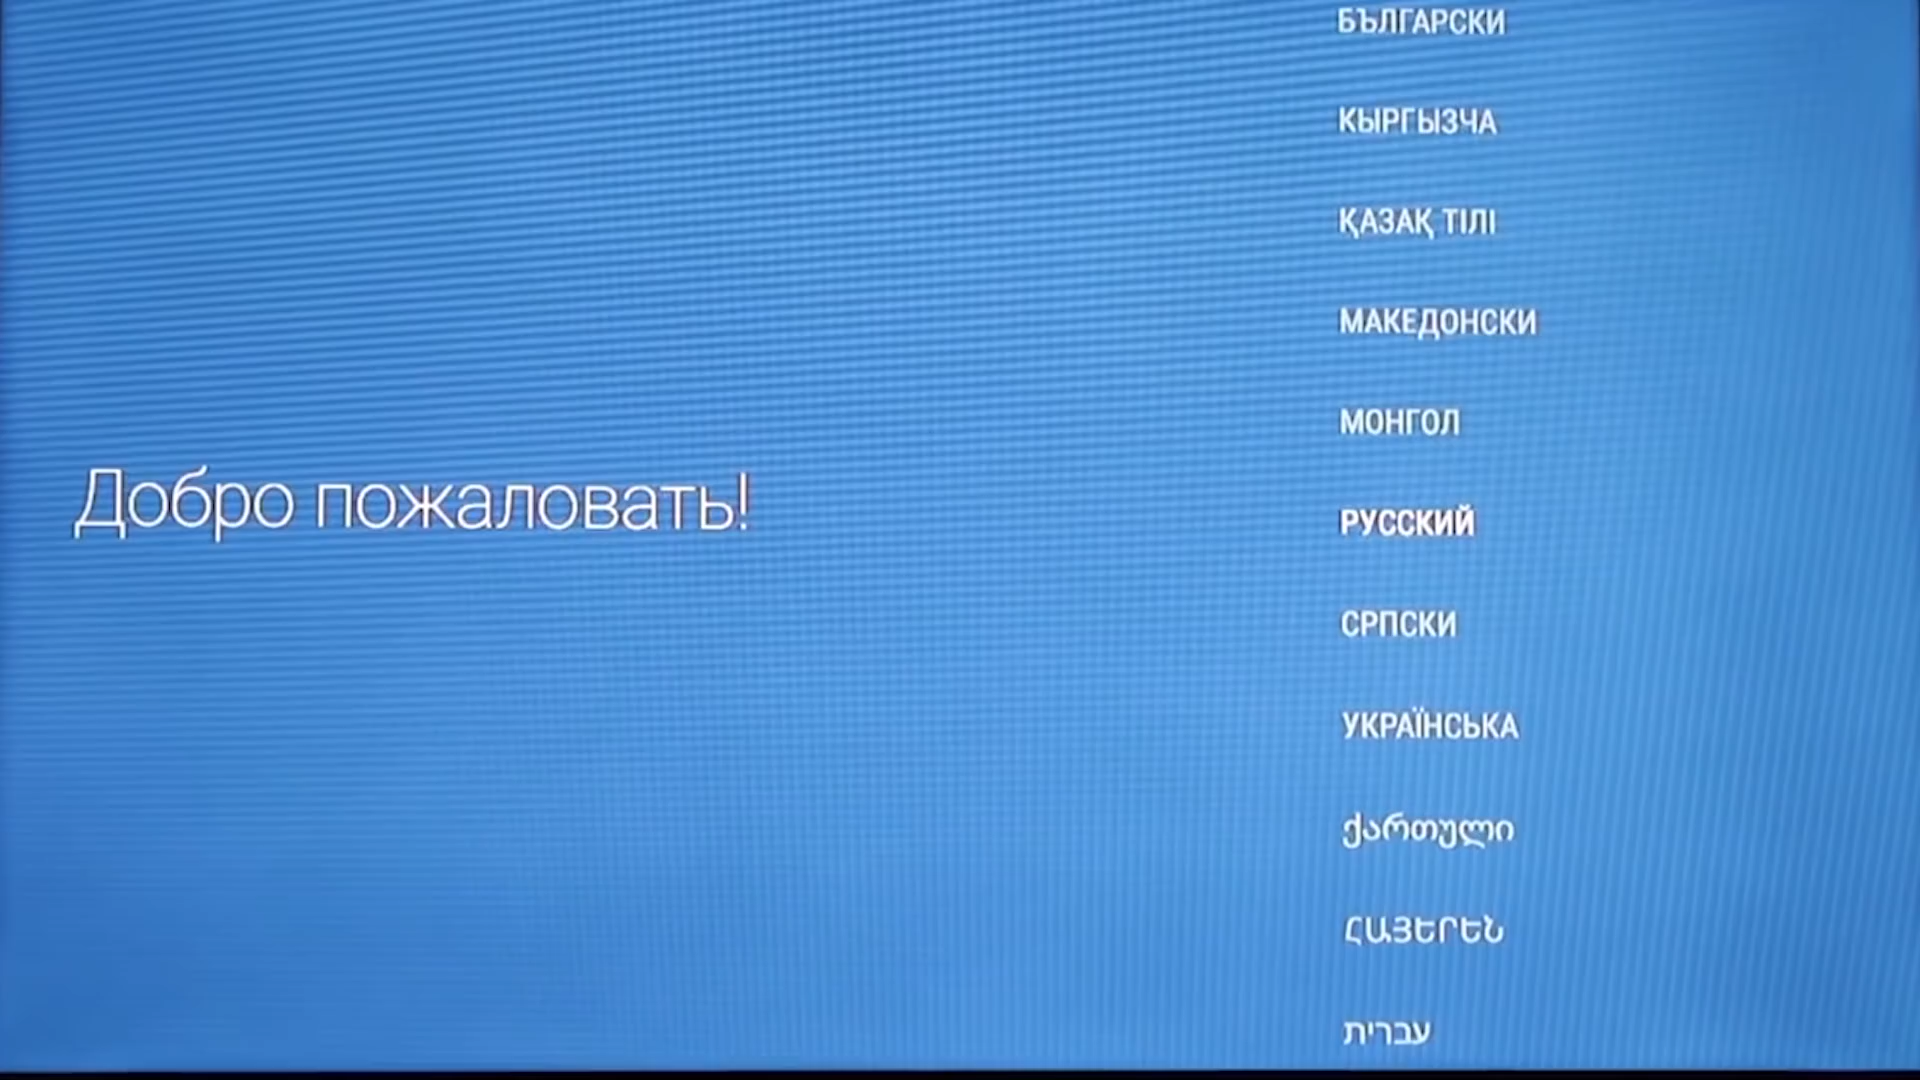 БЪЛГАРСКИ
КЫРГЫЗЧА
ҚАЗАҚ ТІЛІ
МАКЕДОНСКИ
МОНГОЛ
Добро пожаловать!
РУССКИЙ
СРПСКИ
УКРАЇНСЬКА
ქართული
ՀԱՅԵՐԵՆ
עברית